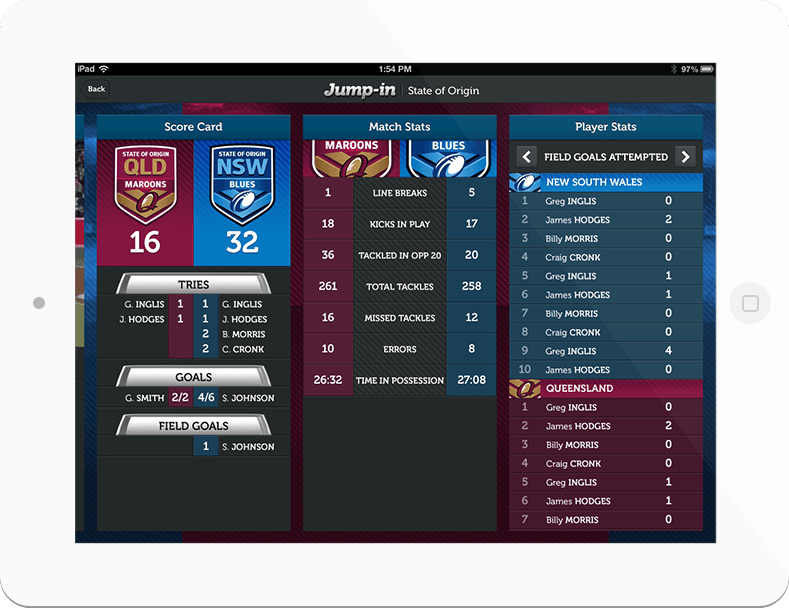 iPad 1:54 PM 97%
Back Jump-in State of Origin
Score Card
STATE OF ORIGIN STATE OF ORIGIN
QLD NSW
MAROONS BLUES
16 32
TRIES
G. INGLIS 1 1 G. INGLIS
J. HODGES 1 1 J. HODGES
2 B. MORRIS
2 C. CRONK
GOALS
G. SMITH 2/2 4/6 S. JOHNSON
FIELD GOALS
1 S. JOHNSON
Match Stats
MAROONS BLUES
1 LINE BREAKS 5
18 KICKS IN PLAY 17
36 TACKLED IN OPP 20 20
261 TOTAL TACKLES 258
16 MISSED TACKLES 12
10 ERRORS 8
26:32 TIME IN POSSESSION 27:08
Player Stats
FIELD GOALS ATTEMPTED
NEW SOUTH WALES
1 Greg INGLIS 0
2 James HODGES 2
3 Billy MORRIS 0
4 Craig CRONK 0
5 Greg INGLIS 1
6 James HODGES 1
7 Billy MORRIS 0
8 Craig CRONK 0
9 Greg INGLIS 4
10 James HODGES 0
QUEENSLAND
1 Greg INGLIS 0
2 James HODGES 2
3 Billy MORRIS 0
4 Craig CRONK 0
5 Greg INGLIS 1
6 James HODGES 1
7 Billy MORRIS 0